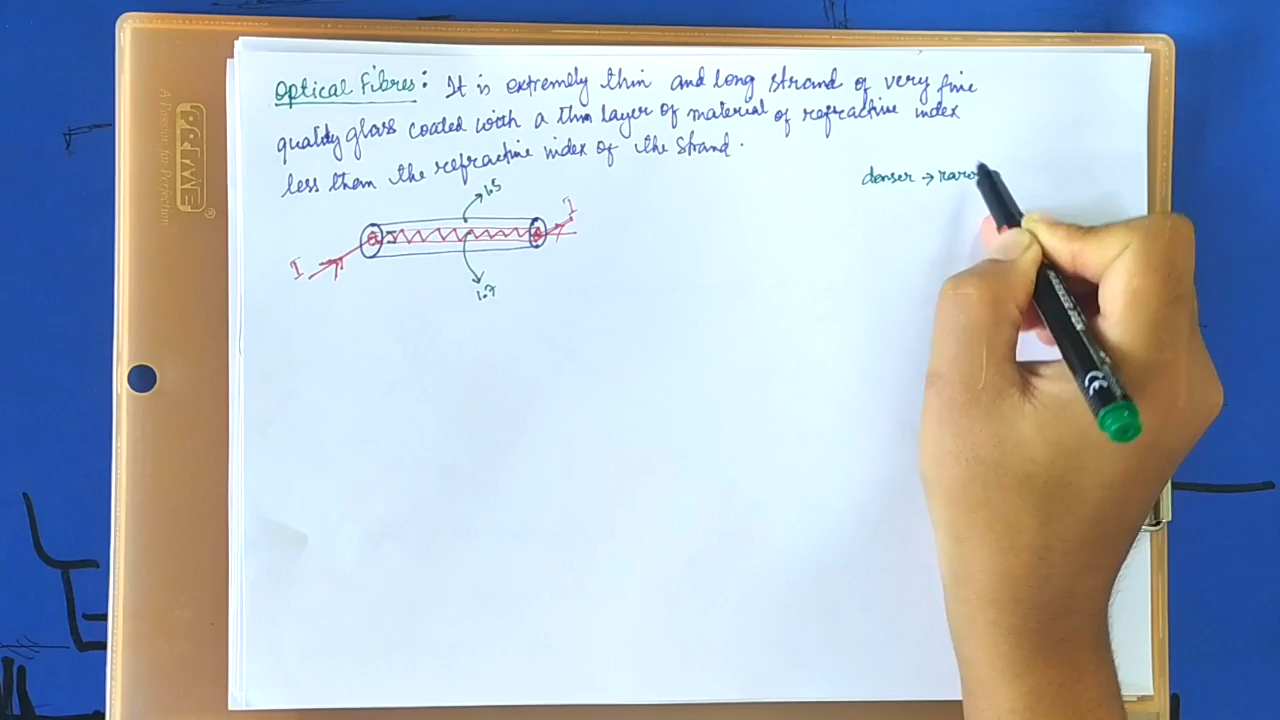 Optical Fibres: It is extremely thin and long strand of very fine
quality glass coated with a thin layer of material of refractive index
less them the refractive index of the strand.
denser → rarer
1.5
I
I
1.7